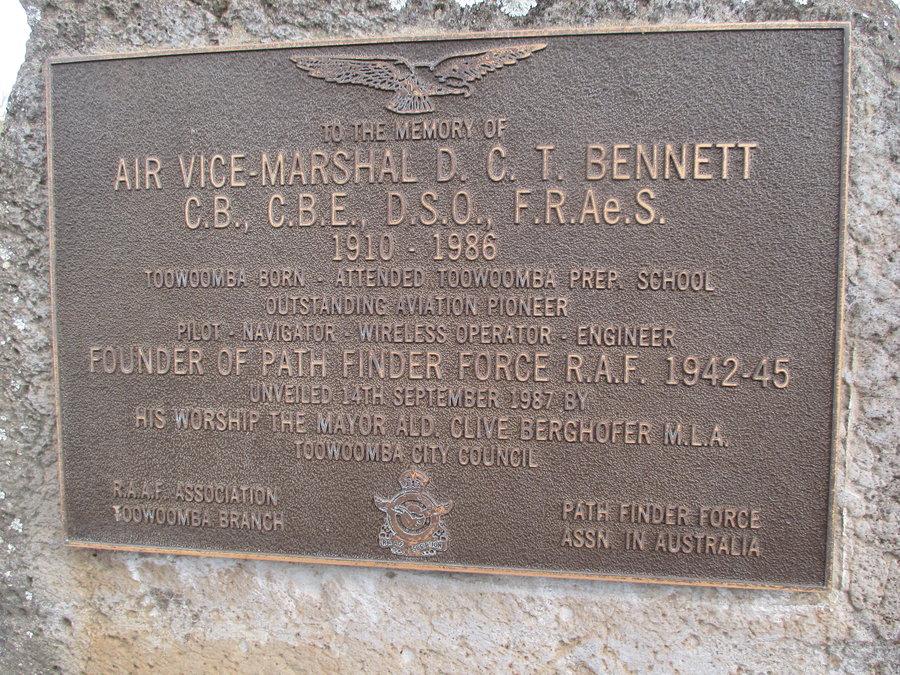 TO THE MEMORY OF
AIR VICE-MARSHAL D. C. T. BENNETT
C.B., C.B.E., D.S.O., F.R.Ae.S.
1910 - 1986
TOOWOOMBA BORN - ATTENDED TOOWOOMBA PREP. SCHOOL
OUTSTANDING AVIATION PIONEER
PILOT - NAVIGATOR - WIRELESS OPERATOR - ENGINEER
FOUNDER OF PATH FINDER FORCE R.A.F. 1942-45
UNVEILED 14TH SEPTEMBER 1987 BY
HIS WORSHIP THE MAYOR ALD. CLIVE BERGHOFER M.L.A.
TOOWOOMBA CITY COUNCIL
R.A.A.F. ASSOCIATION
TOOWOOMBA BRANCH
PATH FINDER FORCE
ASSN. IN AUSTRALIA